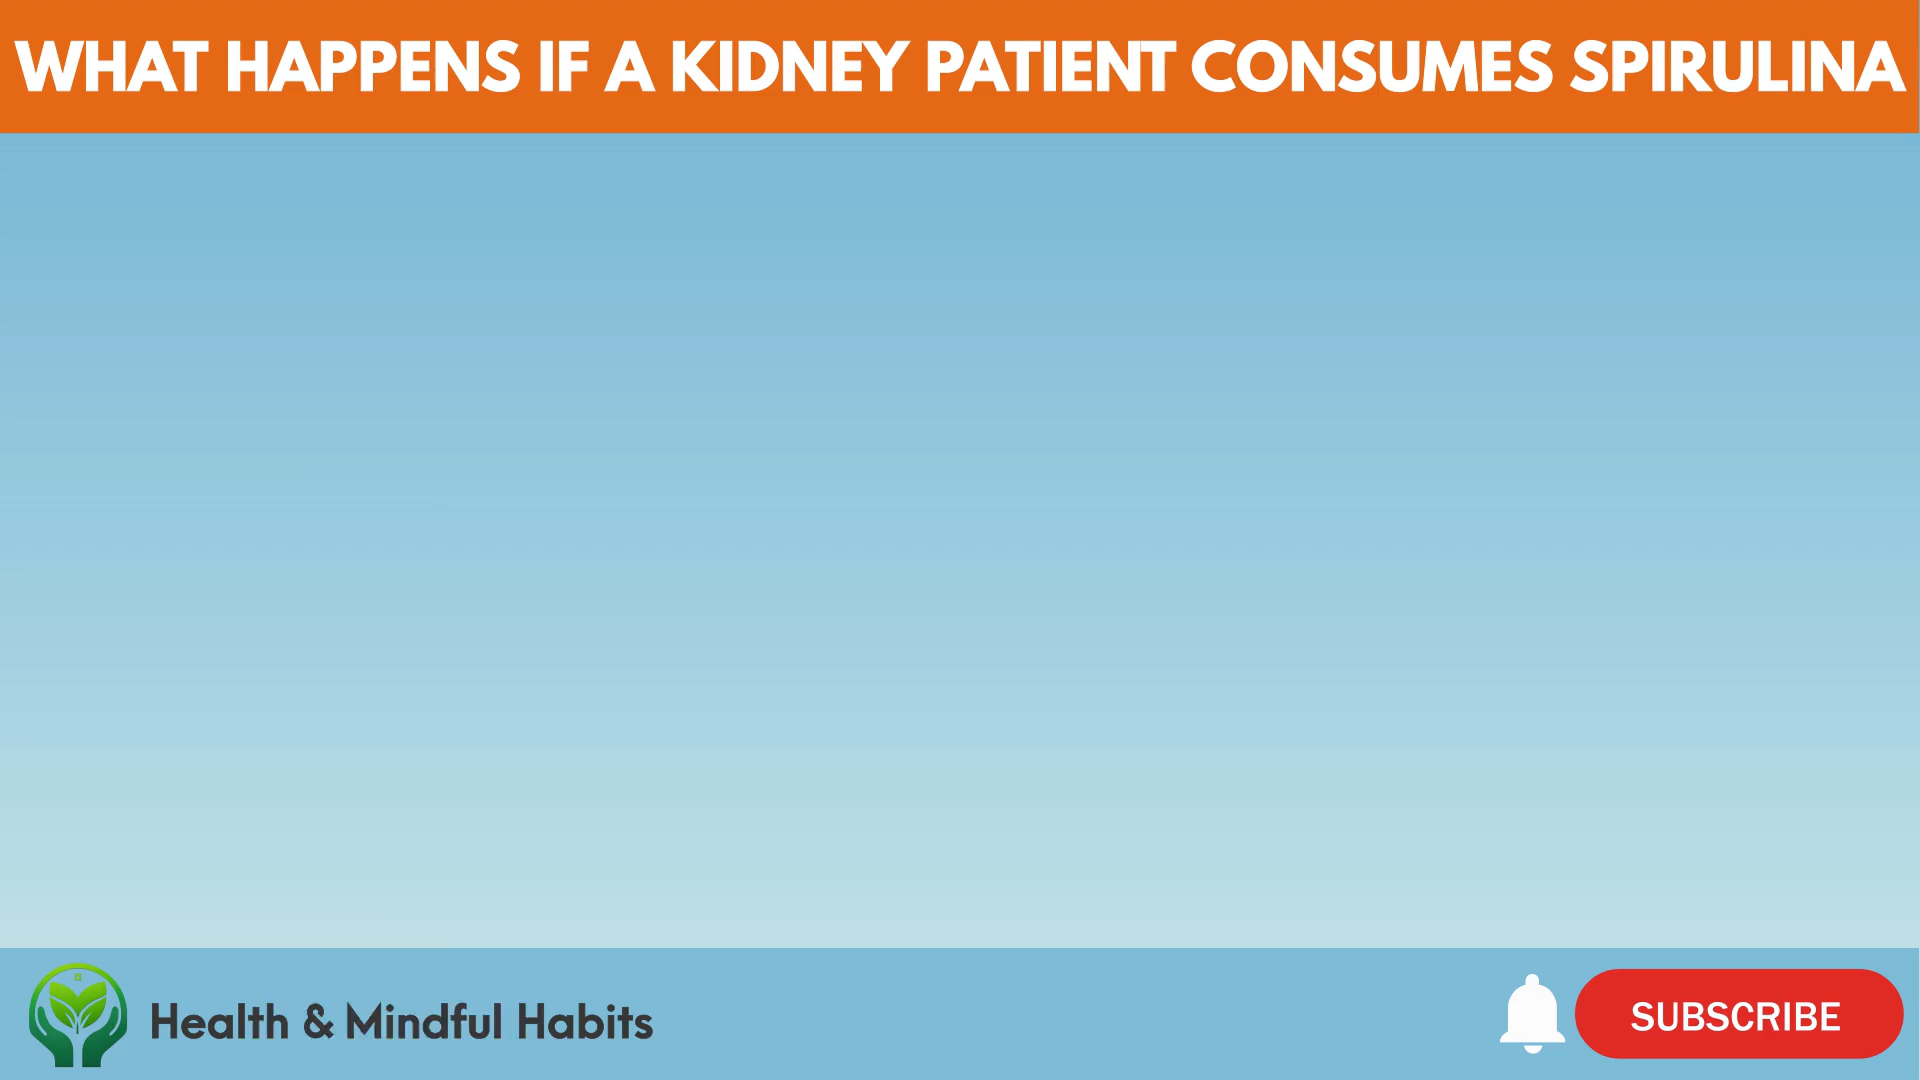 WHAT HAPPENS IF A KIDNEY PATIENT CONSUMES SPIRULINA
Health & Mindful Habits
SUBSCRIBE